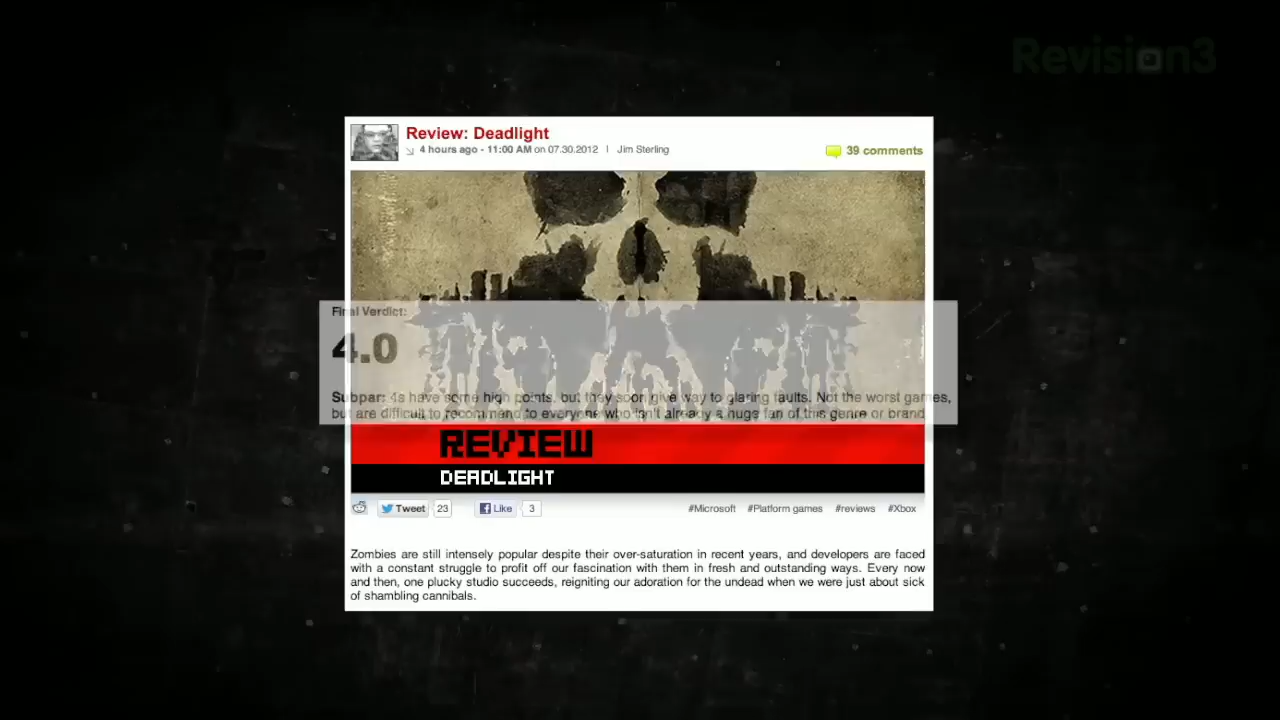 Revision3
Review: Deadlight
4 hours ago - 11:00 AM on 07.30.2012 | Jim Sterling
39 comments
Final Verdict:
4.0
Subpar: 4s have some high points, but they soon give way to glaring faults. Not the worst games,
but are difficult to recommend to everyone who isn't already a huge fan of this genre or brand
REVIEW
DEADLIGHT
Tweet 23 Like 3 #Microsoft #Platform games #reviews #Xbox
Zombies are still intensely popular despite their over-saturation in recent years, and developers are faced
with a constant struggle to profit off our fascination with them in fresh and outstanding ways. Every now
and then, one plucky studio succeeds, reigniting our adoration for the undead when we were just about sick
of shambling cannibals.